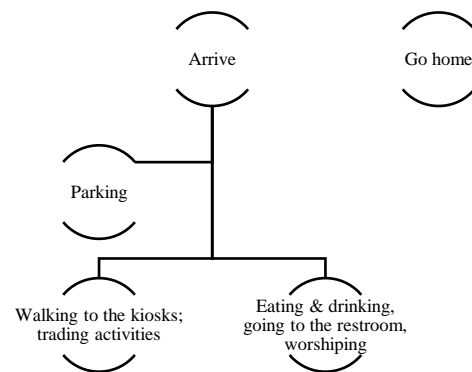 Arrive
Go home
Parking
Walking to the kiosks;
trading activities
Eating & drinking,
going to the restroom,
worshiping